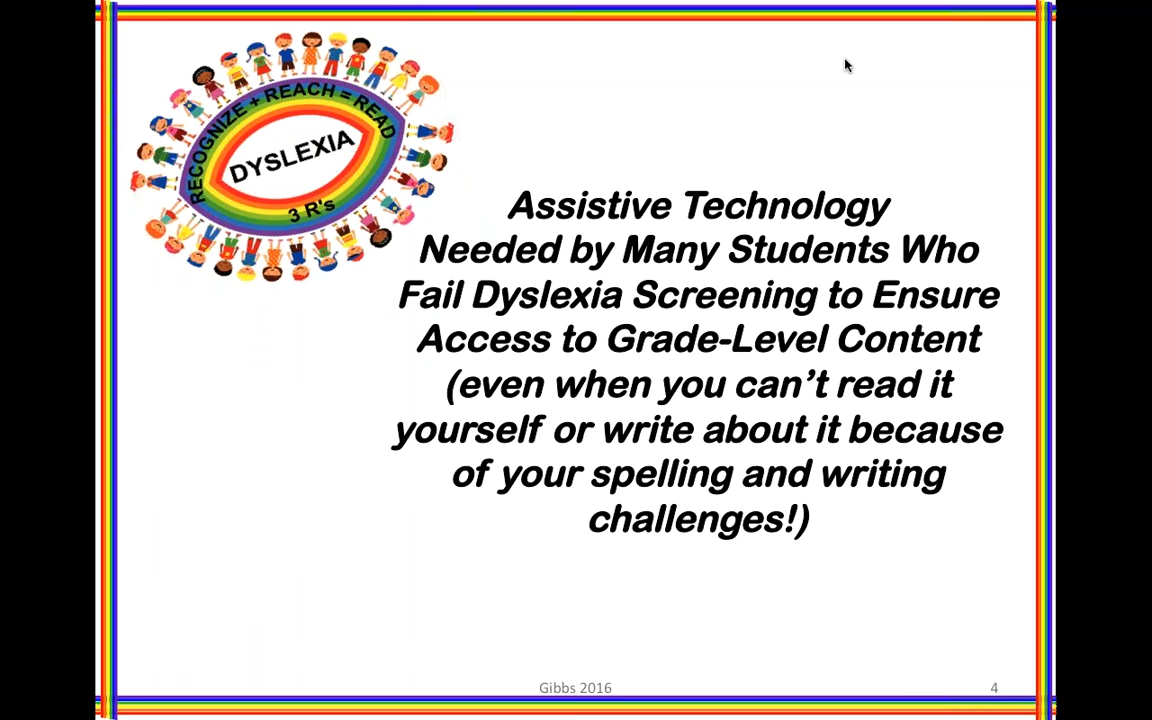 RECOGNIZE + REACH = READ
DYSLEXIA
3 R's
Assistive Technology
Needed by Many Students Who
Fail Dyslexia Screening to Ensure
Access to Grade-Level Content
(even when you can’t read it
yourself or write about it because
of your spelling and writing
challenges!)
Gibbs 2016
4